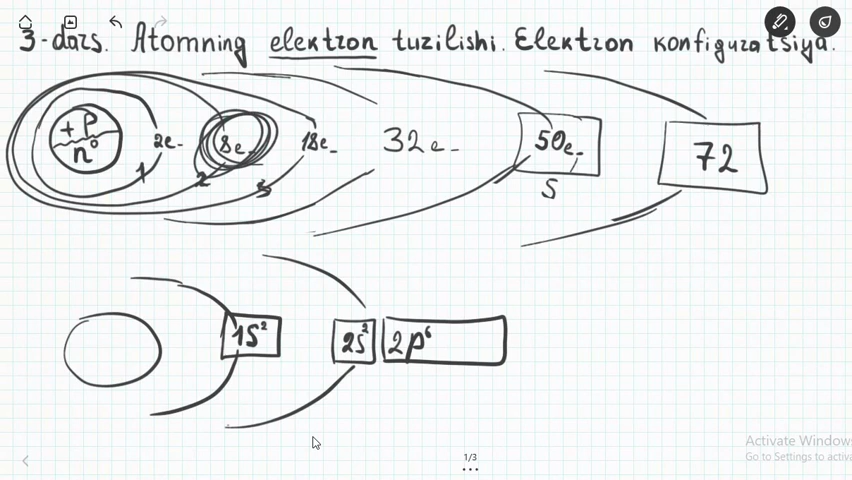 3-dars. Atomning elektron tuzilishi. Elektron konfiguratsiya.
+P 2e- 8e- 18e- 32e- 50e- 72
n° 1 2 3 5
1S² 2S² 2p⁶
Activate Windows
Go to Settings to activa
1/3